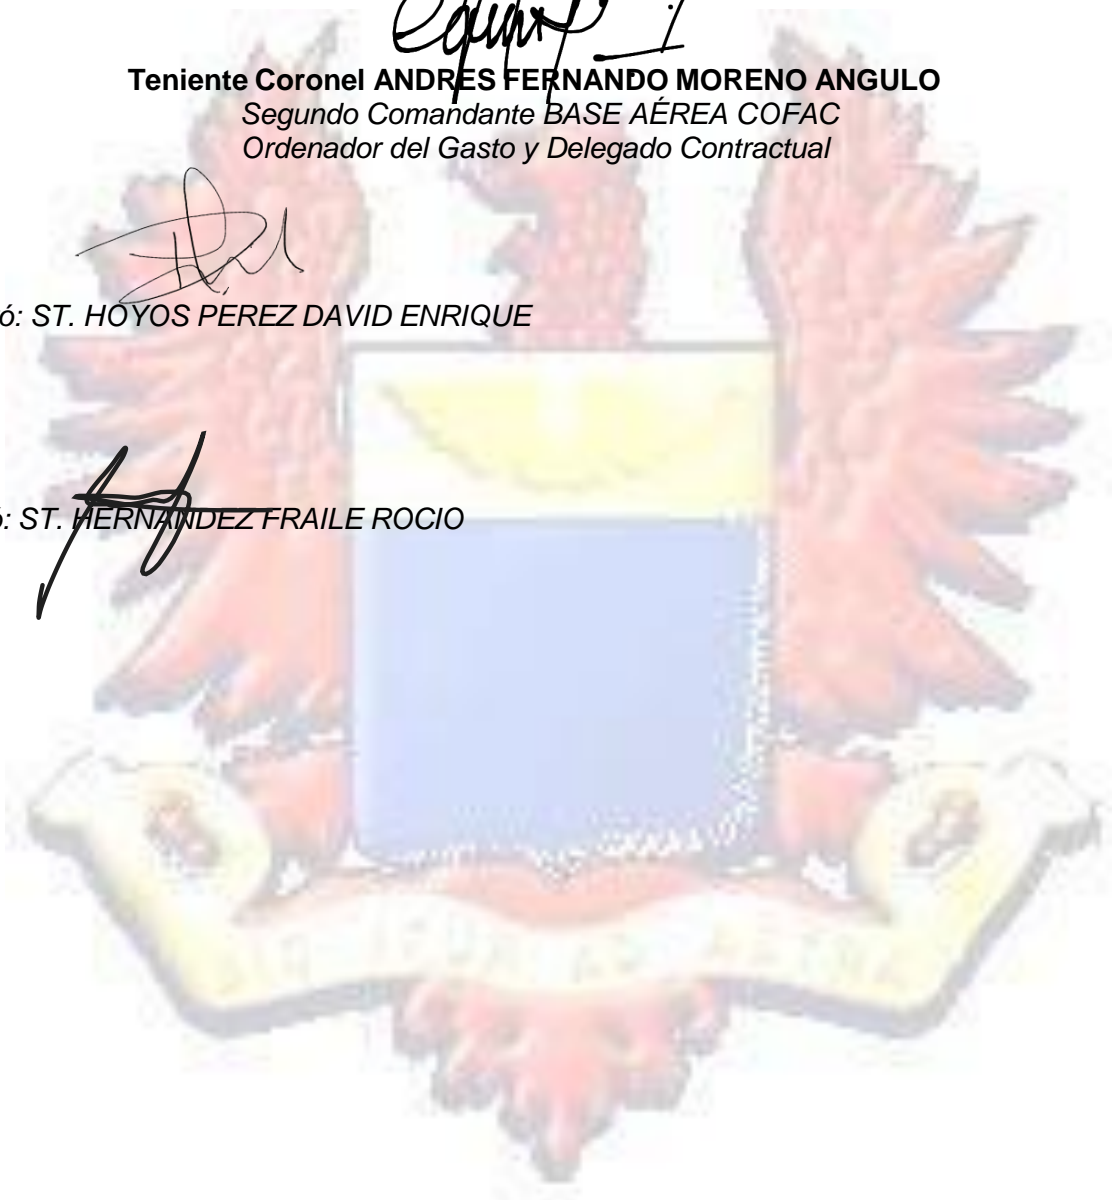 Teniente Coronel ANDRES FERNANDO MORENO ANGULO
Segundo Comandante BASE AÉREA COFAC
Ordenador del Gasto y Delegado Contractual
ó: ST. HOYOS PEREZ DAVID ENRIQUE
ó: ST. HERNANDEZ FRAILE ROCIO